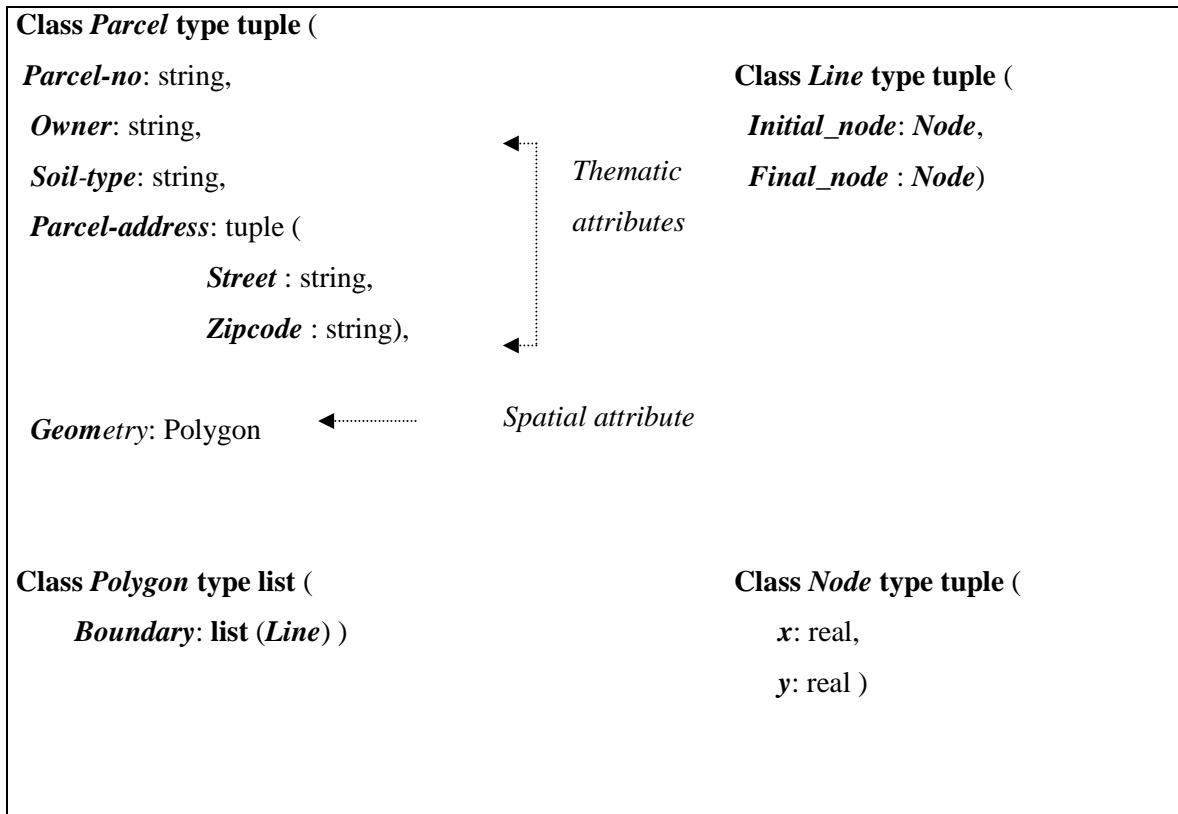 Class Parcel type tuple (
Parcel-no: string,
Owner: string,
Soil-type: string,
Parcel-address: tuple (
Street : string,
Zipcode : string),
Thematic
attributes
Geometry: Polygon
Spatial attribute
Class Line type tuple (
Initial_node: Node,
Final_node : Node)
Class Polygon type list (
Boundary: list (Line) )
Class Node type tuple (
x: real,
y: real )